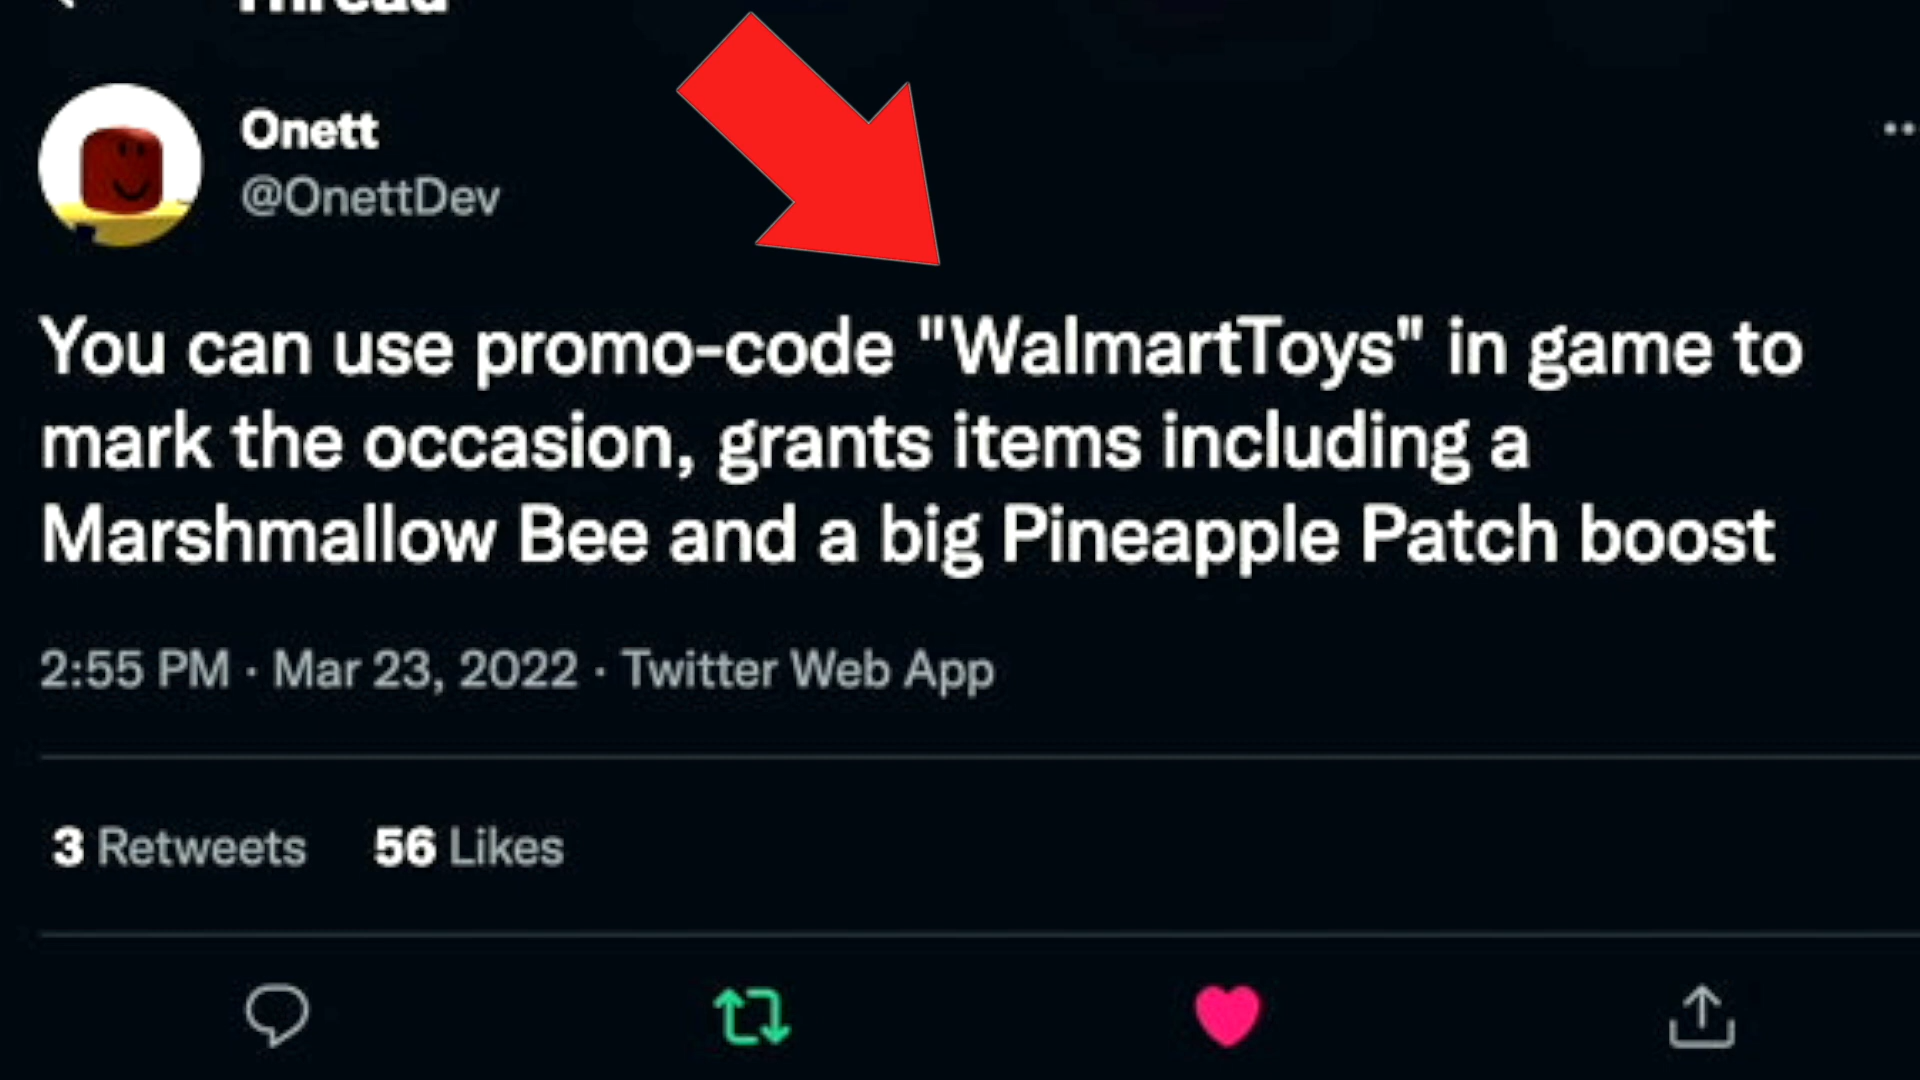 Thread
Onett
@OnettDev
You can use promo-code "WalmartToys" in game to
mark the occasion, grants items including a
Marshmallow Bee and a big Pineapple Patch boost
2:55 PM · Mar 23, 2022 · Twitter Web App
3 Retweets 56 Likes